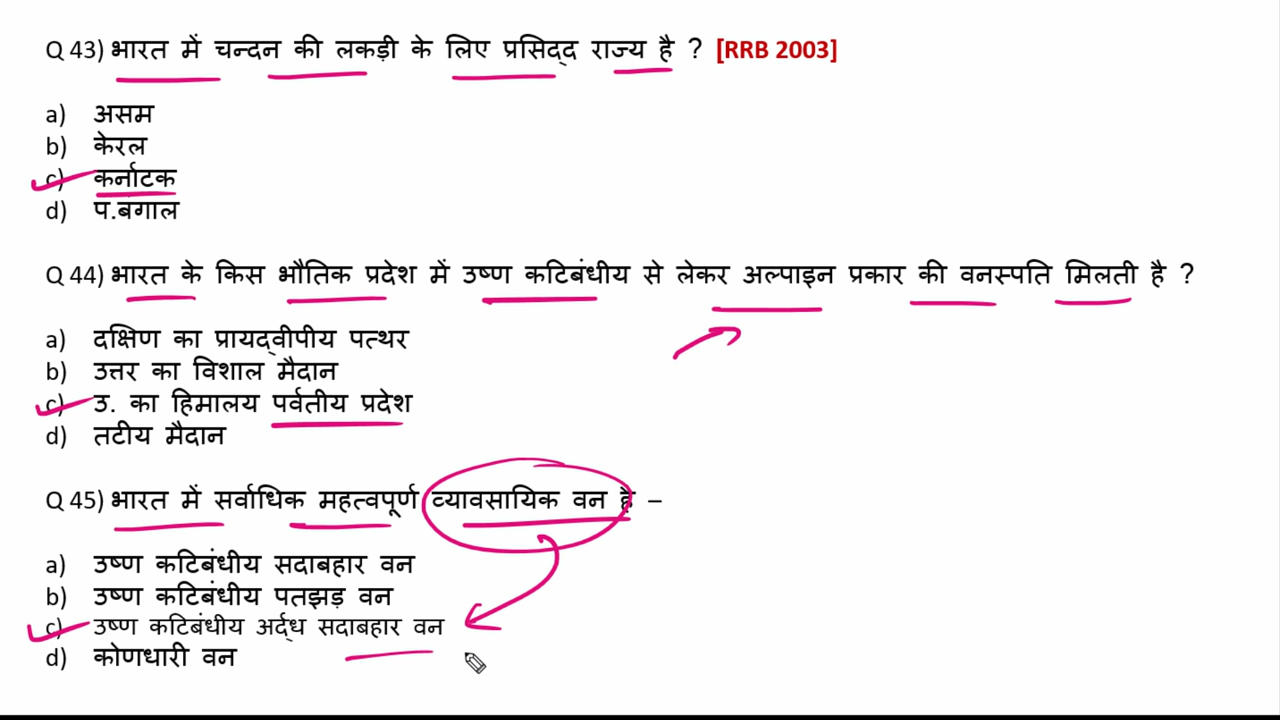 Q 43) भारत में चन्दन की लकड़ी के लिए प्रसिद्द राज्य है ? [RRB 2003]
a) असम
b) केरल
c) कर्नाटक
d) प.बगाल
Q 44) भारत के किस भौतिक प्रदेश में उष्ण कटिबंधीय से लेकर अल्पाइन प्रकार की वनस्पति मिलती है ?
a) दक्षिण का प्रायद्वीपीय पत्थर
b) उत्तर का विशाल मैदान
c) उ. का हिमालय पर्वतीय प्रदेश
d) तटीय मैदान
Q 45) भारत में सर्वाधिक महत्वपूर्ण व्यावसायिक वन है –
a) उष्ण कटिबंधीय सदाबहार वन
b) उष्ण कटिबंधीय पतझड़ वन
c) उष्ण कटिबंधीय अर्द्ध सदाबहार वन
d) कोणधारी वन